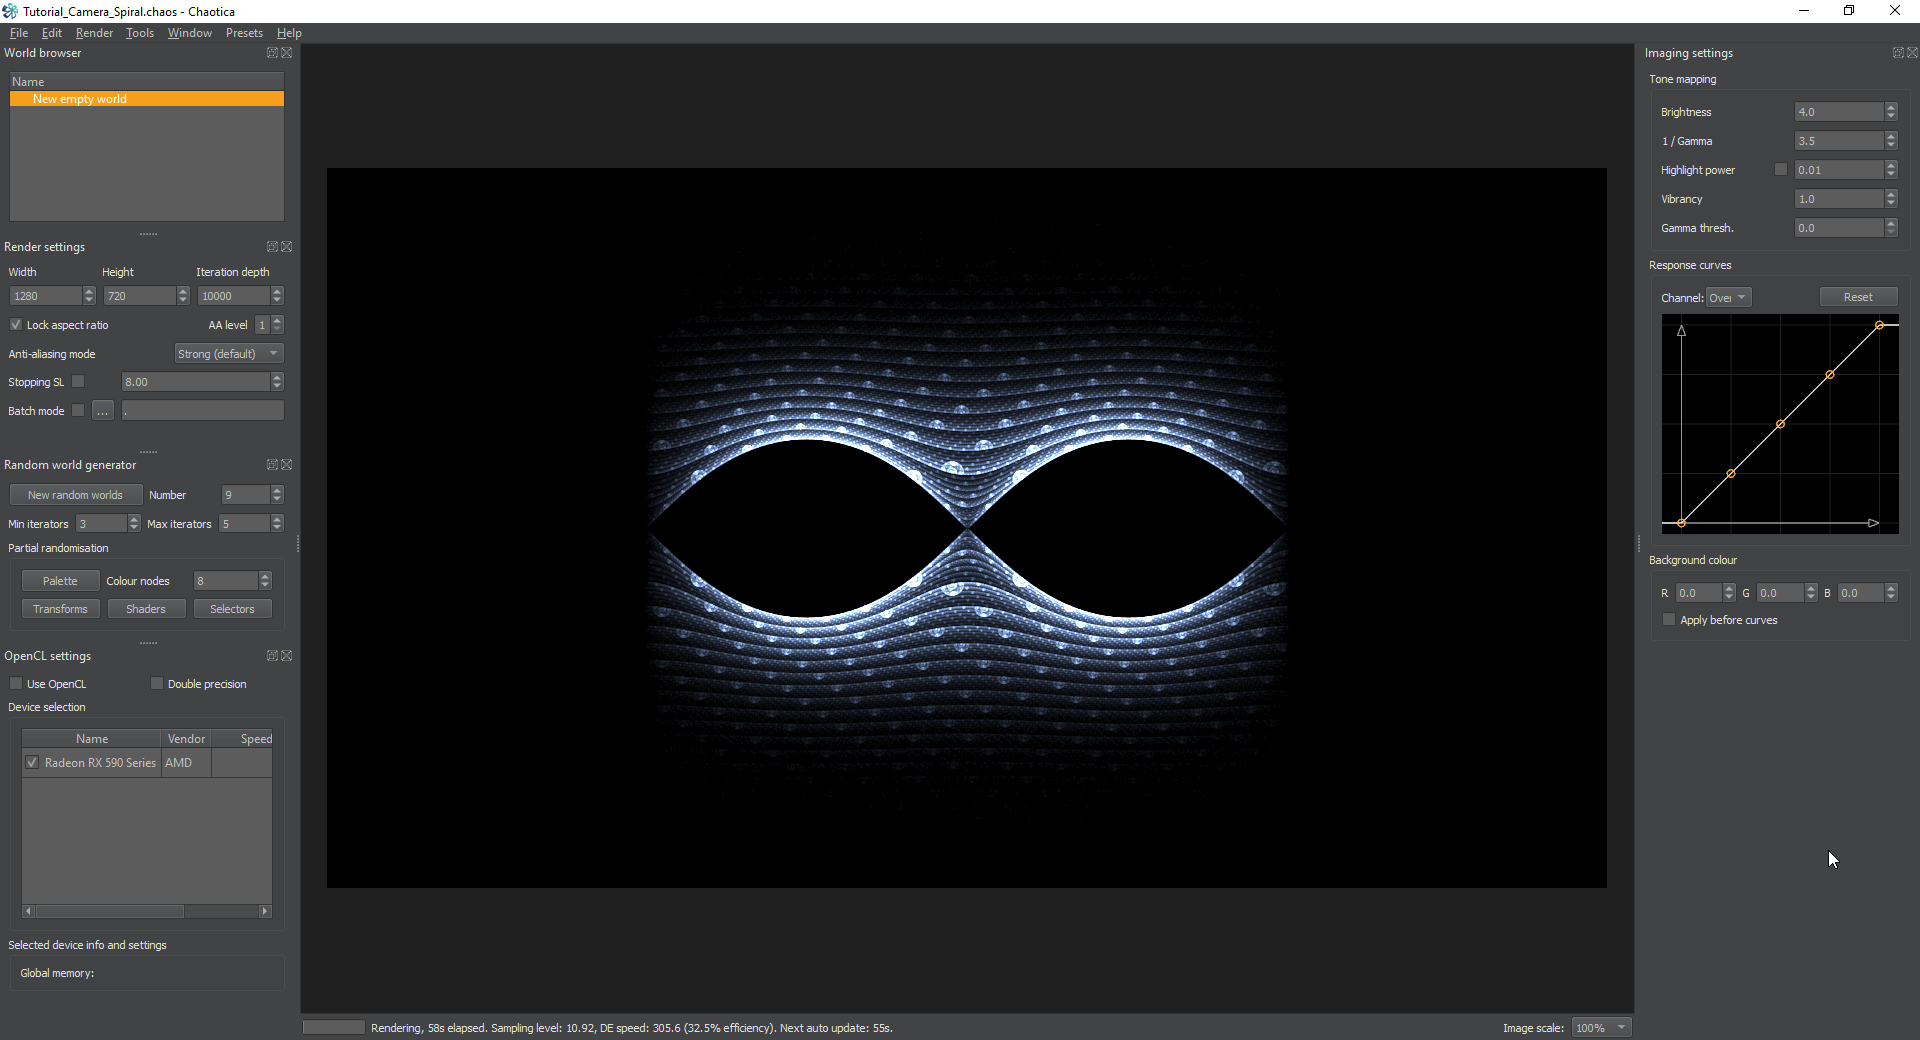 Tutorial_Camera_Spiral.chaos - Chaotica
File Edit Render Tools Window Presets Help
World browser
Name
New empty world
Render settings
Width Height Iteration depth
1280 720 10000
Lock aspect ratio AA level 1
Anti-aliasing mode Strong (default)
Stopping SL 8.00
Batch mode ... .
Random world generator
New random worlds Number 9
Min iterators 3 Max iterators 5
Partial randomisation
Palette Colour nodes 8
Transforms Shaders Selectors
OpenCL settings
Use OpenCL Double precision
Device selection
Name Vendor Speed
Radeon RX 590 Series AMD
Selected device info and settings
Global memory:
Rendering, 58s elapsed. Sampling level: 10.92, DE speed: 305.6 (32.5% efficiency). Next auto update: 55s.
Image scale: 100%
Imaging settings
Tone mapping
Brightness 4.0
1 / Gamma 3.5
Highlight power 0.01
Vibrancy 1.0
Gamma thresh. 0.0
Response curves
Channel: Over Reset
Background colour
R 0.0 G 0.0 B 0.0
Apply before curves